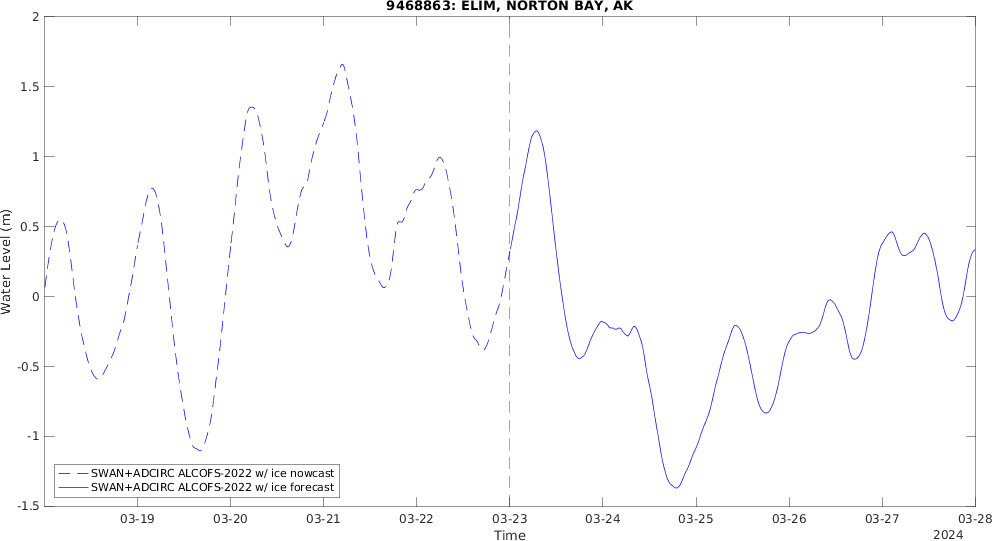 9468863: ELIM, NORTON BAY, AK
Water Level (m)
2
1.5
1
0.5
0
-0.5
-1
-1.5
SWAN+ADCIRC ALCOFS-2022 w/ ice nowcast
SWAN+ADCIRC ALCOFS-2022 w/ ice forecast
03-19 03-20 03-21 03-22 03-23 03-24 03-25 03-26 03-27 03-28
Time
2024